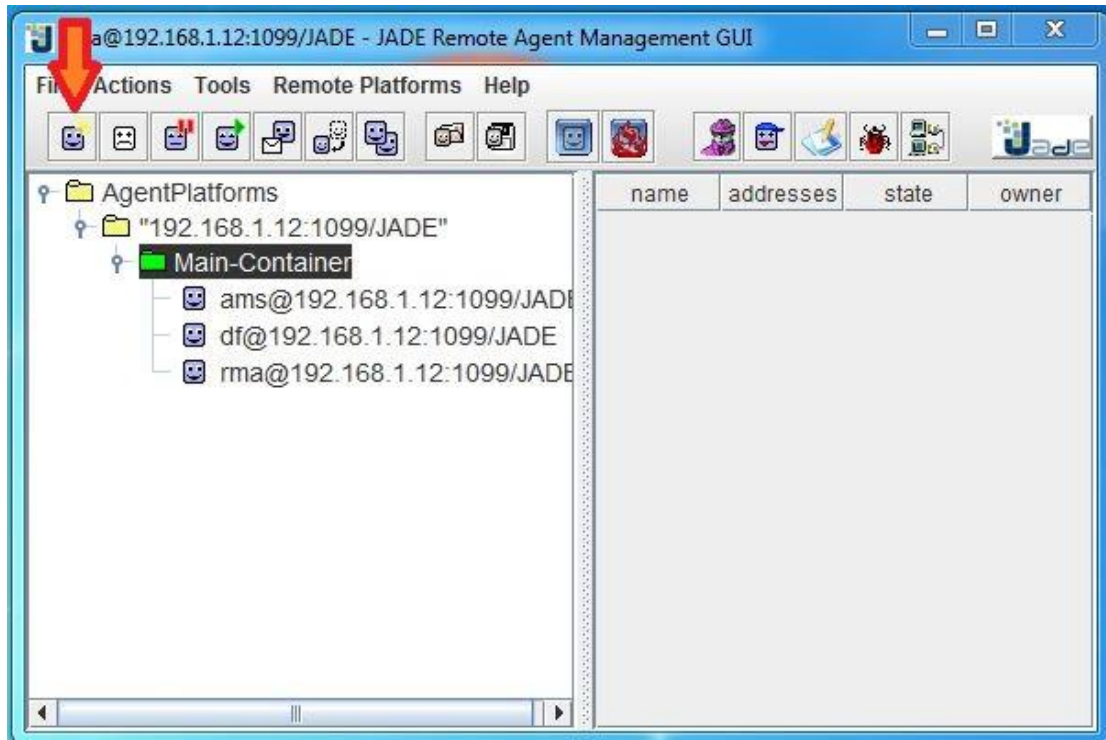 a@192.168.1.12:1099/JADE - JADE Remote Agent Management GUI
Actions Tools Remote Platforms Help
Jade
AgentPlatforms
"192.168.1.12:1099/JADE"
Main-Container
ams@192.168.1.12:1099/JADE
df@192.168.1.12:1099/JADE
rma@192.168.1.12:1099/JADE
name addresses state owner